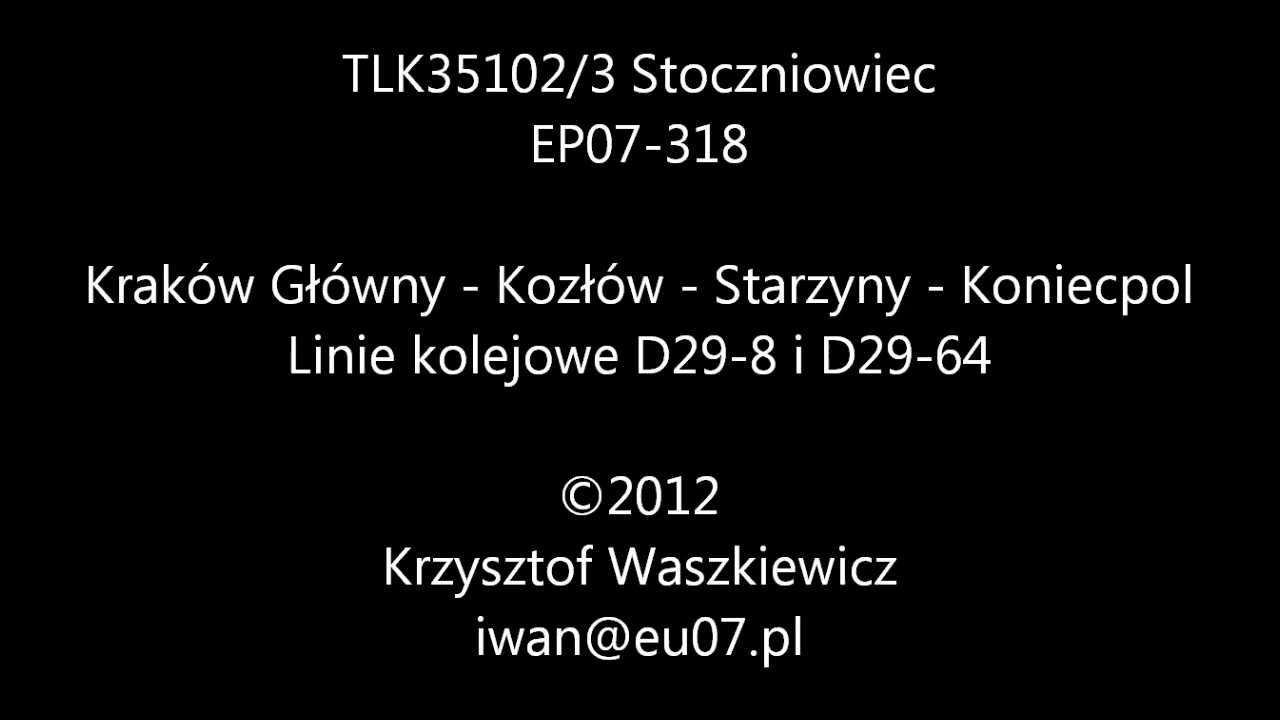 TLK35102/3 Stoczniowiec
EP07-318
Kraków Główny - Kozłów - Starzyny - Koniecpol
Linie kolejowe D29-8 i D29-64
©2012
Krzysztof Waszkiewicz
iwan@eu07.pl